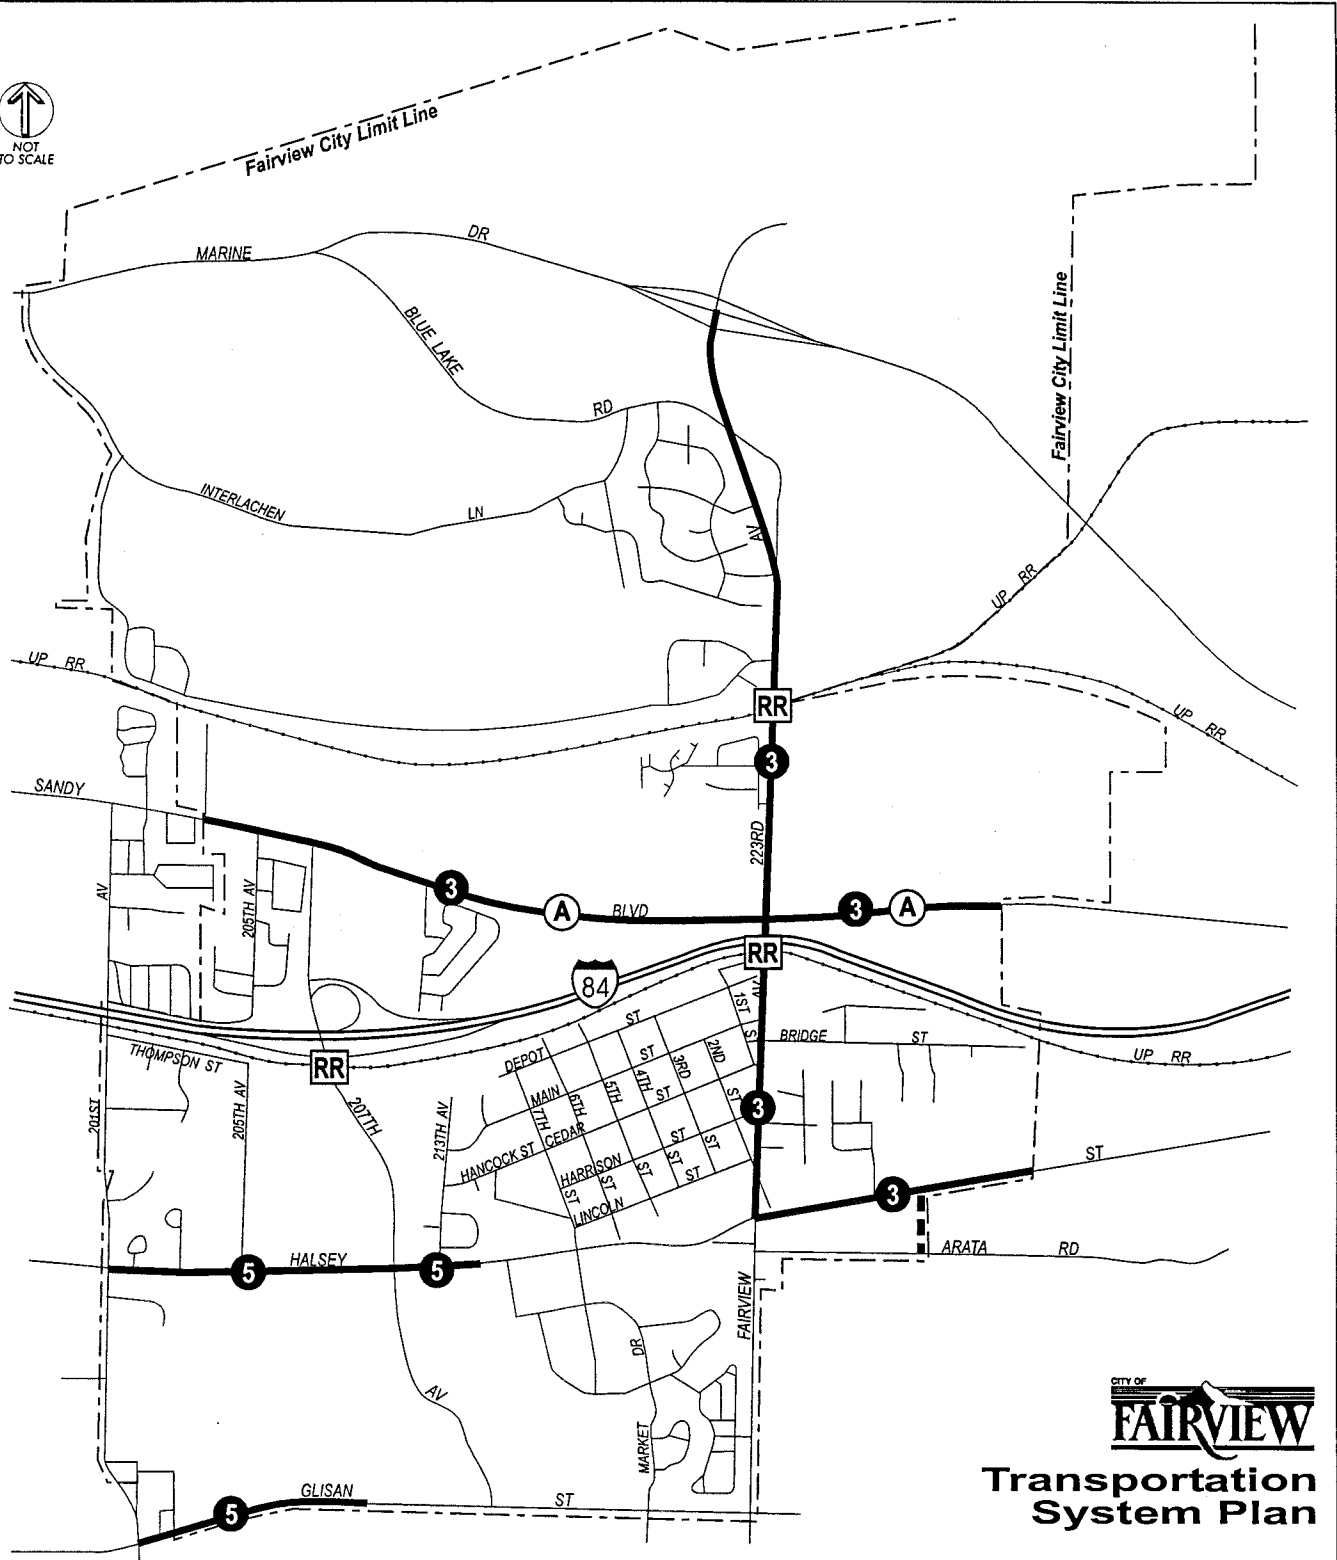 NOT
TO SCALE
Fairview City Limit Line
MARINE
DR
BLUE LAKE
RD
Fairview City Limit Line
INTERLACHEN
LN
AV
UP RR
UP RR
RR
UP RR
3
SANDY
223RD
AV
205TH AV
3
A
BLVD
3
A
RR
84
AV
1ST
S
ST
BRIDGE
ST
UP RR
THOMPSON ST
RR
DEPOT
ST
3RD
2ND
MAIN
4TH
5TH
6TH
7TH
ST
ST
201ST
205TH AV
207TH
213TH AV
3
CEDAR
ST
ST
HANCOCK ST
HARRISON
ST
ST
ST
ST
ST
LINCOLN
ST
3
5
HALSEY
5
ARATA
RD
FAIRVIEW
DR
AV
MARKET
GLISAN
ST
5
CITY OF
FAIRVIEW
Transportation
System Plan